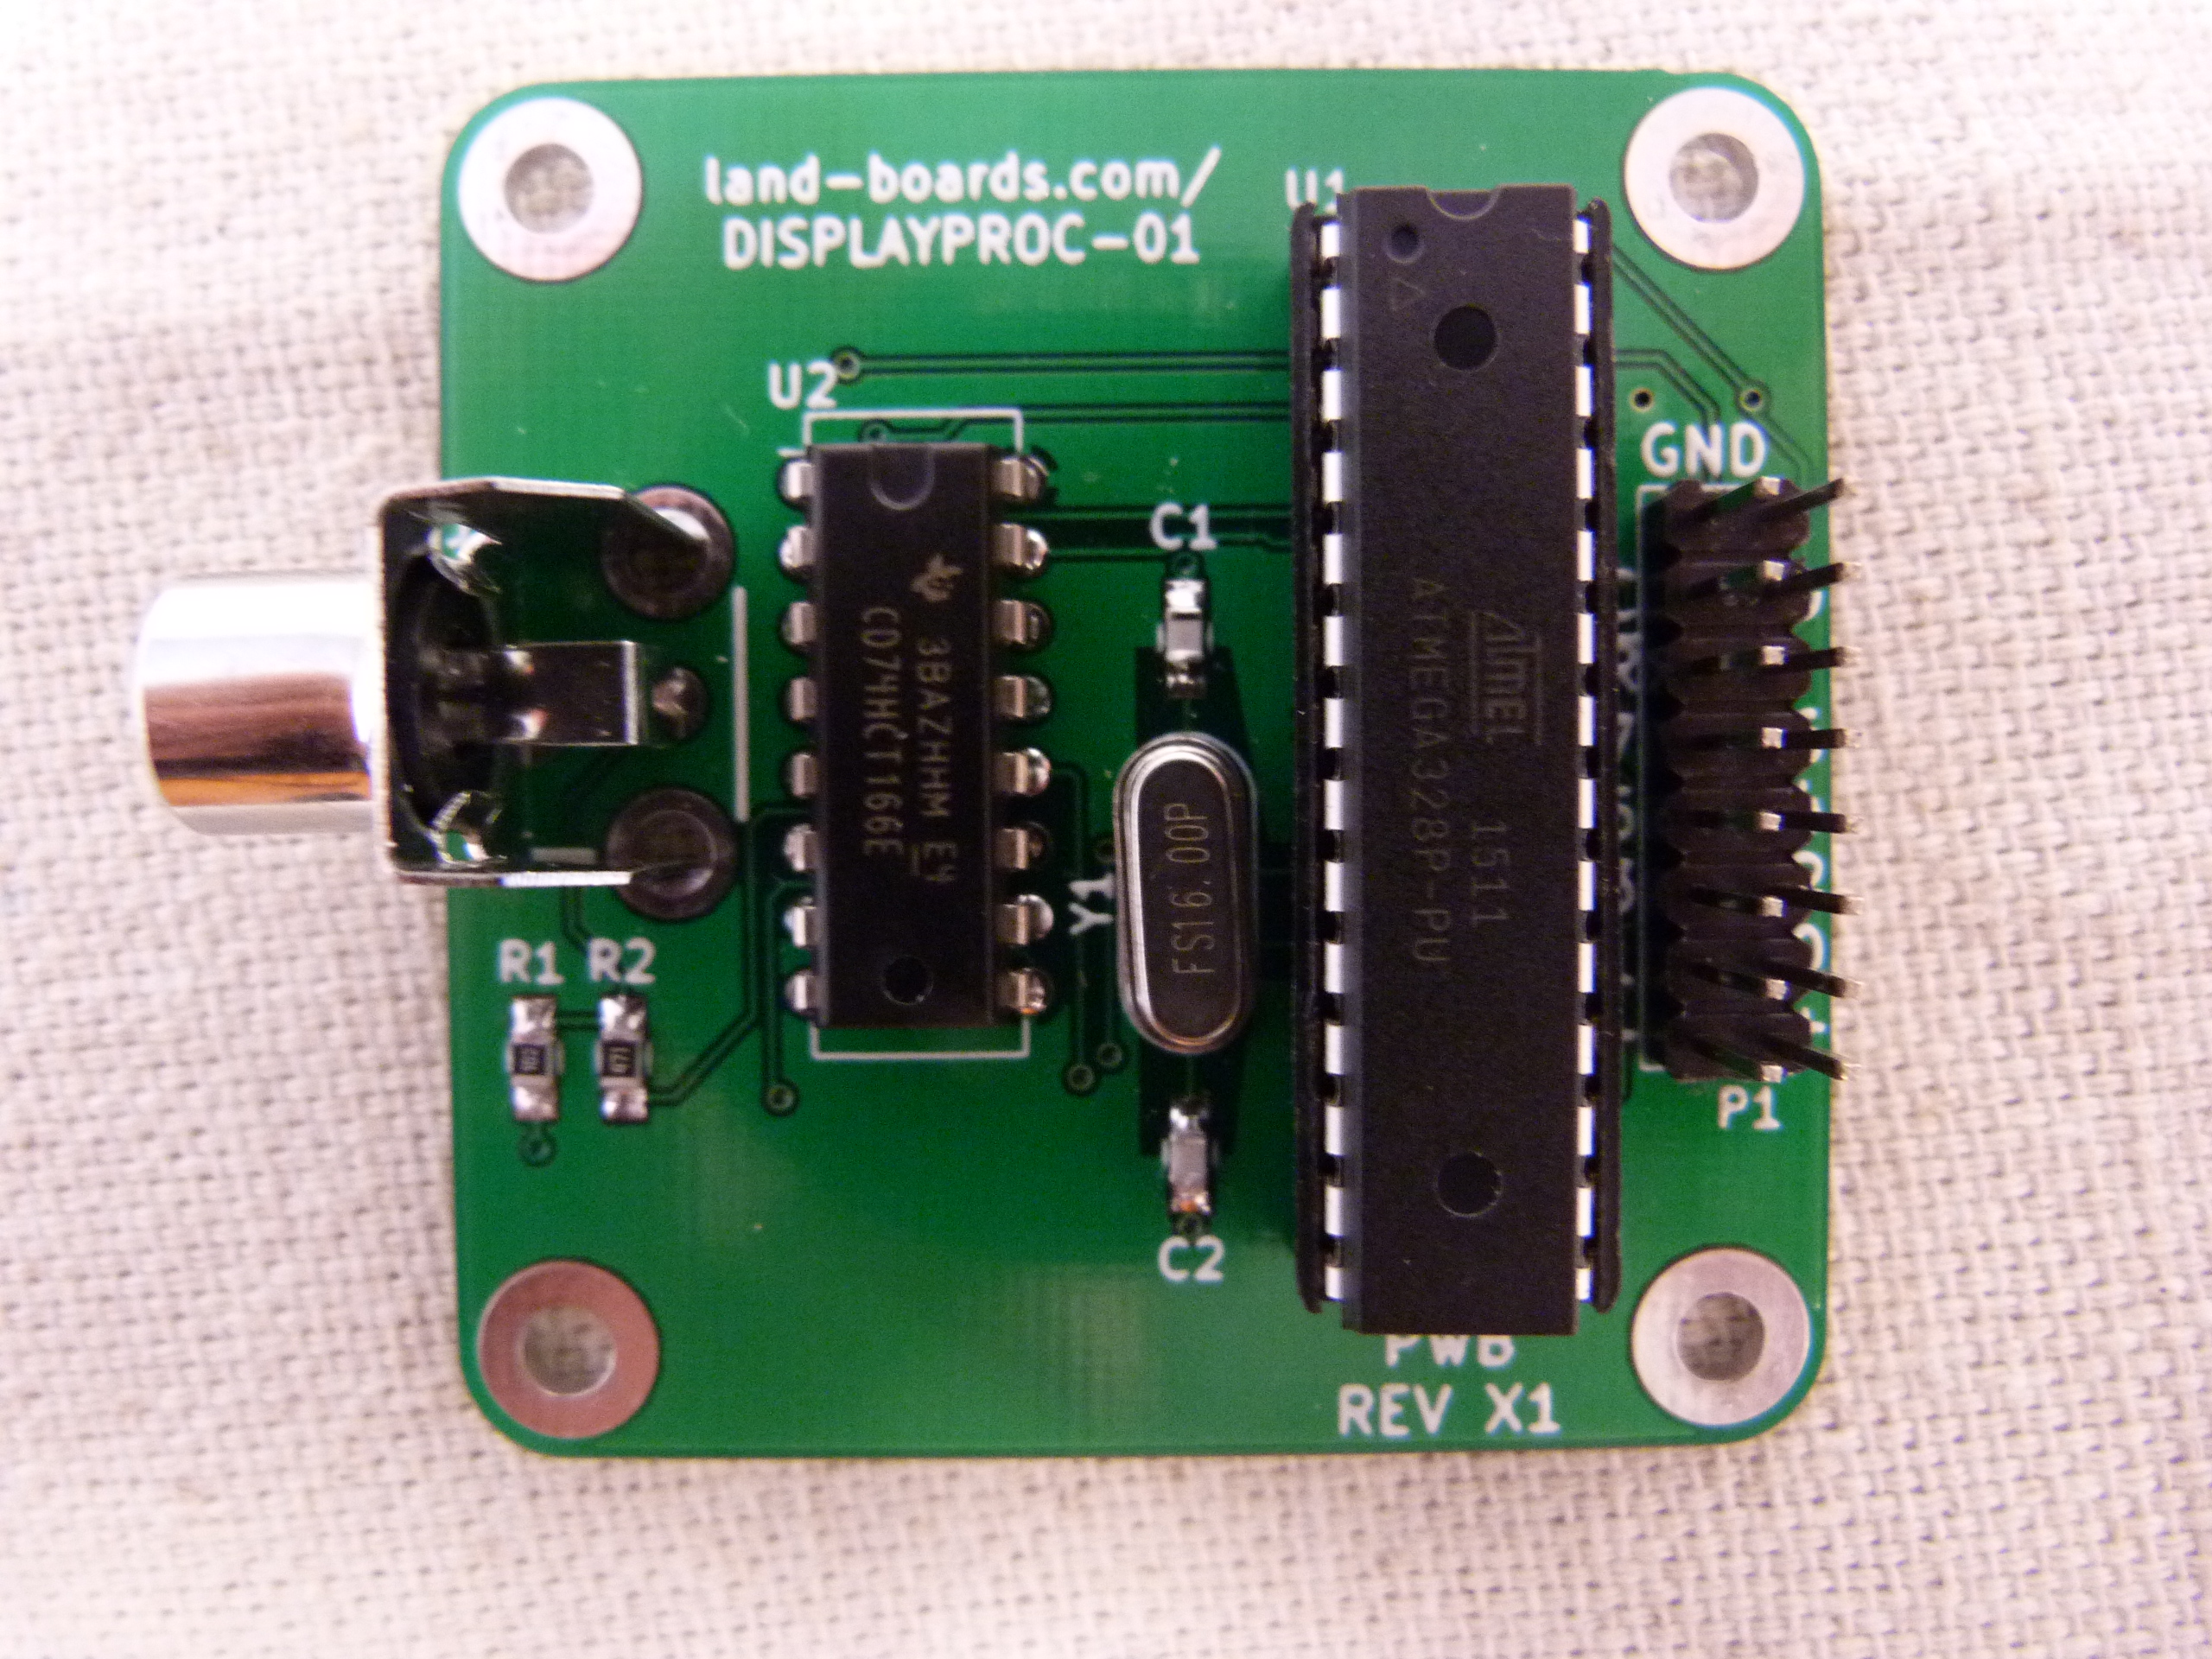 land-boards.com/
DISPLAYPROC-01
U1
U2
GND
C1
3BAZHHM E4
CD74HCT166E
ATMEL 1511
ATMEGA328P-PU
Y1
FS16.00P
R1 R2
P1
C2
PWB
REV X1